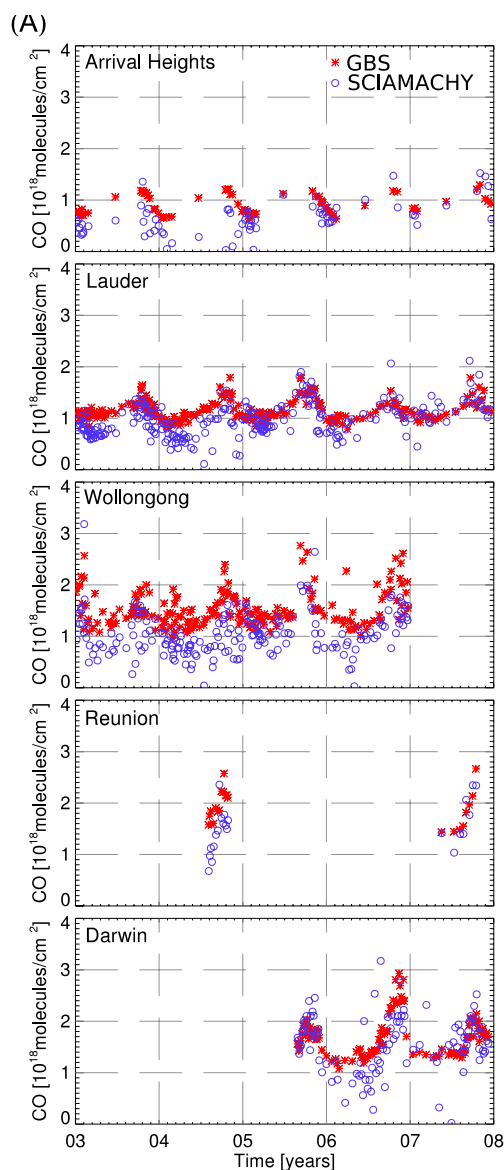 (A)
4
Arrival Heights
GBS
SCIAMACHY
3
2
1
0
CO [10^18 molecules/cm^2]
4
Lauder
3
2
1
0
CO [10^18 molecules/cm^2]
4
Wollongong
3
2
1
0
CO [10^18 molecules/cm^2]
4
Reunion
3
2
1
0
CO [10^18 molecules/cm^2]
4
Darwin
3
2
1
0
CO [10^18 molecules/cm^2]
03 04 05 06 07 08
Time [years]